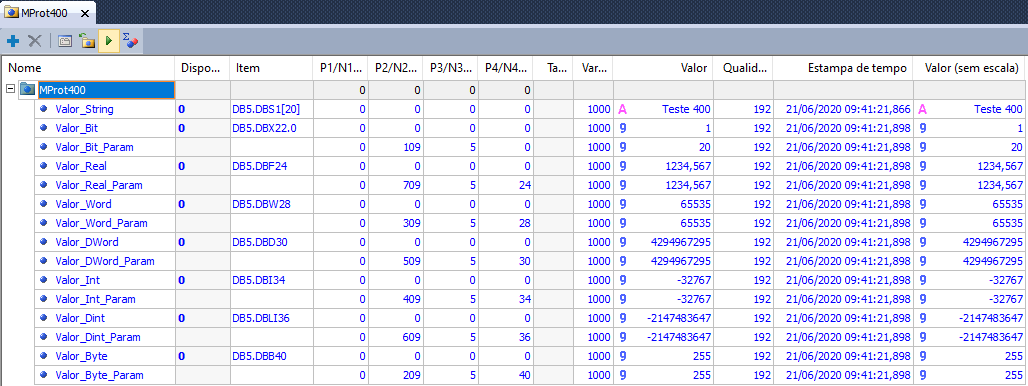 MProt400
Nome Dispo... Item P1/N1... P2/N2... P3/N3... P4/N4... Ta... Var... Valor Qualid... Estampa de tempo Valor (sem escala)
MProt400 0 0 0 0
Valor_String 0 DB5.DBS1[20] 0 0 0 0 1000 A Teste 400 192 21/06/2020 09:41:21,866 A Teste 400
Valor_Bit 0 DB5.DBX22.0 0 0 0 0 1000 9 1 192 21/06/2020 09:41:21,898 9 1
Valor_Bit_Param 0 109 5 0 1000 9 20 192 21/06/2020 09:41:21,898 9 20
Valor_Real 0 DB5.DBF24 0 0 0 0 1000 9 1234,567 192 21/06/2020 09:41:21,898 9 1234,567
Valor_Real_Param 0 709 5 24 1000 9 1234,567 192 21/06/2020 09:41:21,898 9 1234,567
Valor_Word 0 DB5.DBW28 0 0 0 0 1000 9 65535 192 21/06/2020 09:41:21,898 9 65535
Valor_Word_Param 0 309 5 28 1000 9 65535 192 21/06/2020 09:41:21,898 9 65535
Valor_DWord 0 DB5.DBD30 0 0 0 0 1000 9 4294967295 192 21/06/2020 09:41:21,898 9 4294967295
Valor_DWord_Param 0 509 5 30 1000 9 4294967295 192 21/06/2020 09:41:21,898 9 4294967295
Valor_Int 0 DB5.DBI34 0 0 0 0 1000 9 -32767 192 21/06/2020 09:41:21,898 9 -32767
Valor_Int_Param 0 409 5 34 1000 9 -32767 192 21/06/2020 09:41:21,898 9 -32767
Valor_Dint 0 DB5.DBLI36 0 0 0 0 1000 9 -2147483647 192 21/06/2020 09:41:21,898 9 -2147483647
Valor_Dint_Param 0 609 5 36 1000 9 -2147483647 192 21/06/2020 09:41:21,898 9 -2147483647
Valor_Byte 0 DB5.DBB40 0 0 0 0 1000 9 255 192 21/06/2020 09:41:21,898 9 255
Valor_Byte_Param 0 209 5 40 1000 9 255 192 21/06/2020 09:41:21,898 9 255